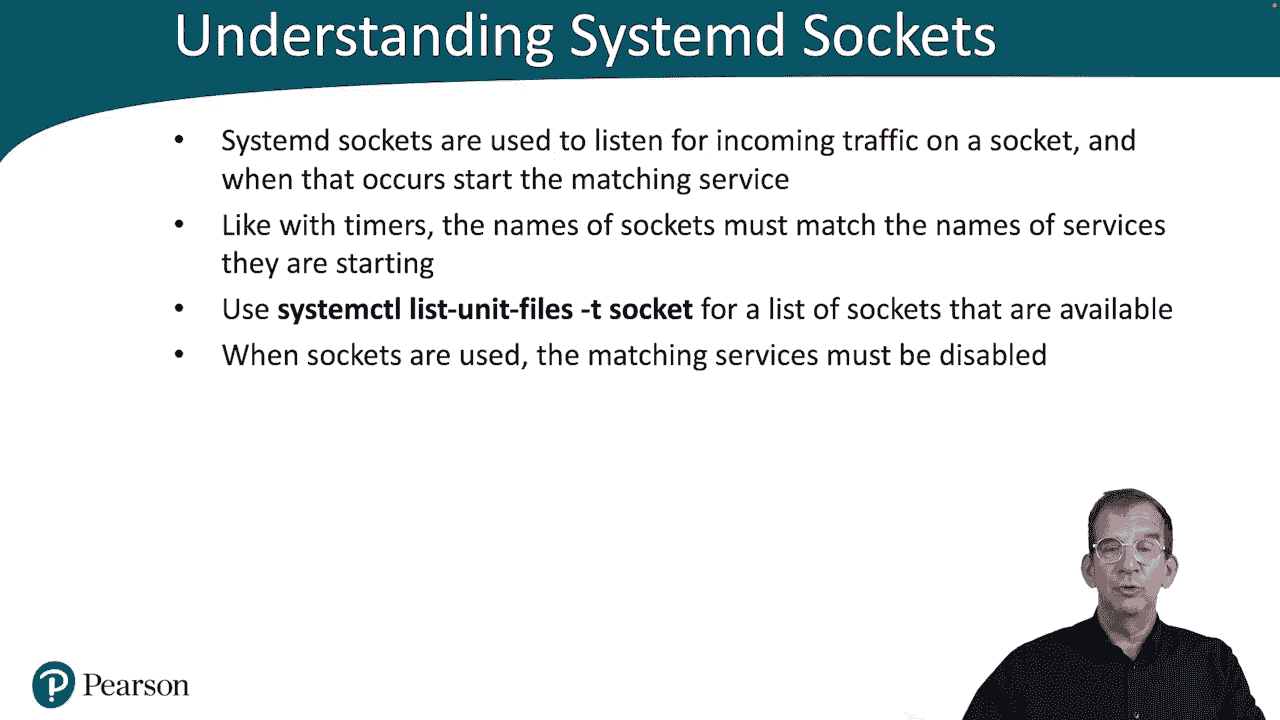 Understanding Systemd Sockets
• Systemd sockets are used to listen for incoming traffic on a socket, and
when that occurs start the matching service
• Like with timers, the names of sockets must match the names of services
they are starting
• Use systemctl list-unit-files -t socket for a list of sockets that are available
• When sockets are used, the matching services must be disabled
Pearson